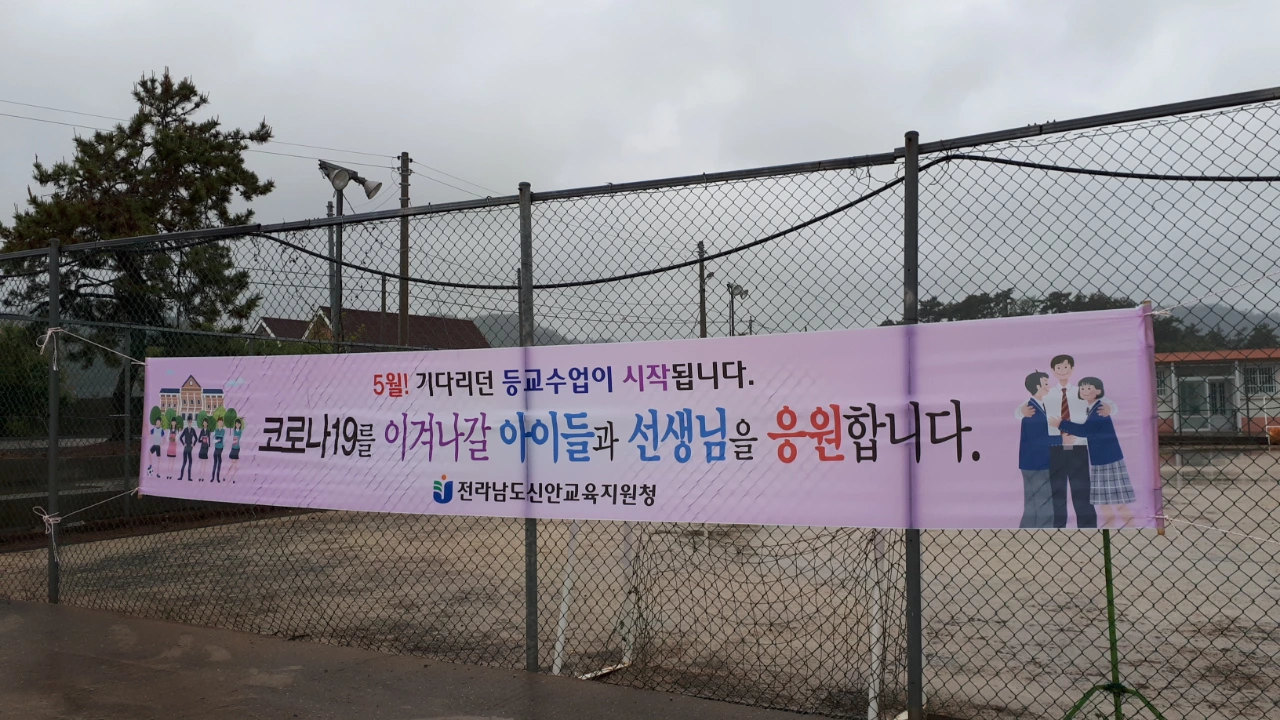 5월! 기다리던 등교수업이 시작됩니다.
코로나19를 이겨나갈 아이들과 선생님을 응원합니다.
전라남도신안교육지원청